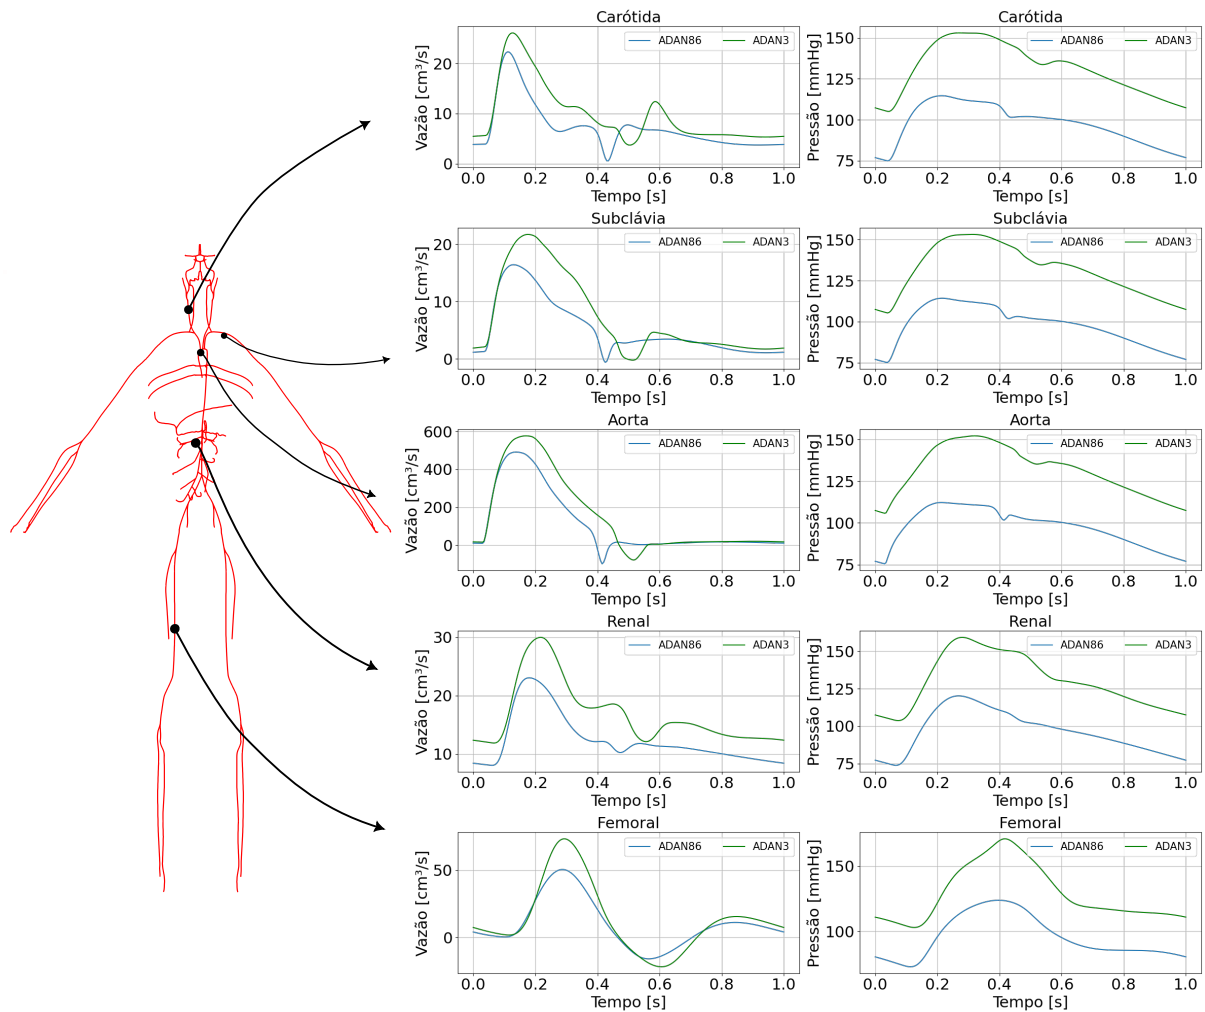 Carótida
Vazão [cm³/s]
20
10
0
ADAN86
ADAN3
0.0 0.2 0.4 0.6 0.8 1.0
Tempo [s]
Carótida
Pressão [mmHg]
150
125
100
75
ADAN86
ADAN3
0.0 0.2 0.4 0.6 0.8 1.0
Tempo [s]
Subclávia
Vazão [cm³/s]
20
10
0
ADAN86
ADAN3
0.0 0.2 0.4 0.6 0.8 1.0
Tempo [s]
Subclávia
Pressão [mmHg]
150
125
100
75
ADAN86
ADAN3
0.0 0.2 0.4 0.6 0.8 1.0
Tempo [s]
Aorta
Vazão [cm³/s]
600
400
200
0
ADAN86
ADAN3
0.0 0.2 0.4 0.6 0.8 1.0
Tempo [s]
Aorta
Pressão [mmHg]
150
125
100
75
ADAN86
ADAN3
0.0 0.2 0.4 0.6 0.8 1.0
Tempo [s]
Renal
Vazão [cm³/s]
30
20
10
ADAN86
ADAN3
0.0 0.2 0.4 0.6 0.8 1.0
Tempo [s]
Renal
Pressão [mmHg]
150
125
100
75
ADAN86
ADAN3
0.0 0.2 0.4 0.6 0.8 1.0
Tempo [s]
Femoral
Vazão [cm³/s]
50
0
ADAN86
ADAN3
0.0 0.2 0.4 0.6 0.8 1.0
Tempo [s]
Femoral
Pressão [mmHg]
150
100
ADAN86
ADAN3
0.0 0.2 0.4 0.6 0.8 1.0
Tempo [s]